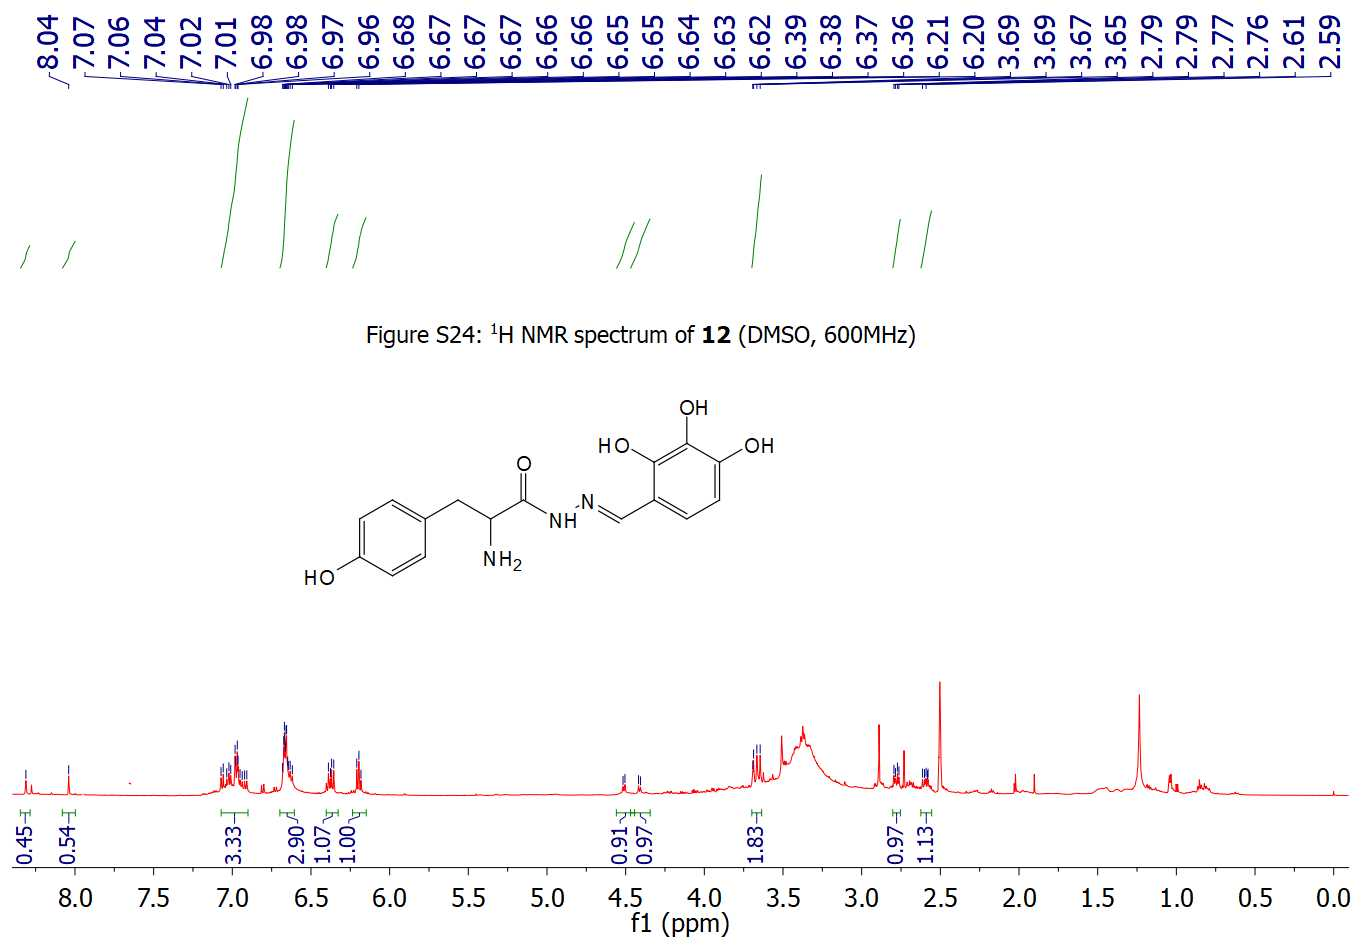 8.04 7.07 7.06 7.04 7.02 7.01 6.98 6.98 6.97 6.96 6.68 6.67 6.67 6.67 6.66 6.66 6.65 6.65 6.64 6.63 6.62 6.39 6.38 6.37 6.36 6.21 6.20 3.69 3.69 3.67 3.65 2.79 2.79 2.77 2.76 2.61 2.59
Figure S24: ¹H NMR spectrum of 12 (DMSO, 600MHz)
OH
HO OH
O
N
NH
NH₂
HO
0.45 0.54 3.33 2.90 1.07 1.00 0.91 0.97 1.83 0.97 1.13
8.0 7.5 7.0 6.5 6.0 5.5 5.0 4.5 4.0 3.5 3.0 2.5 2.0 1.5 1.0 0.5 0.0
f1 (ppm)